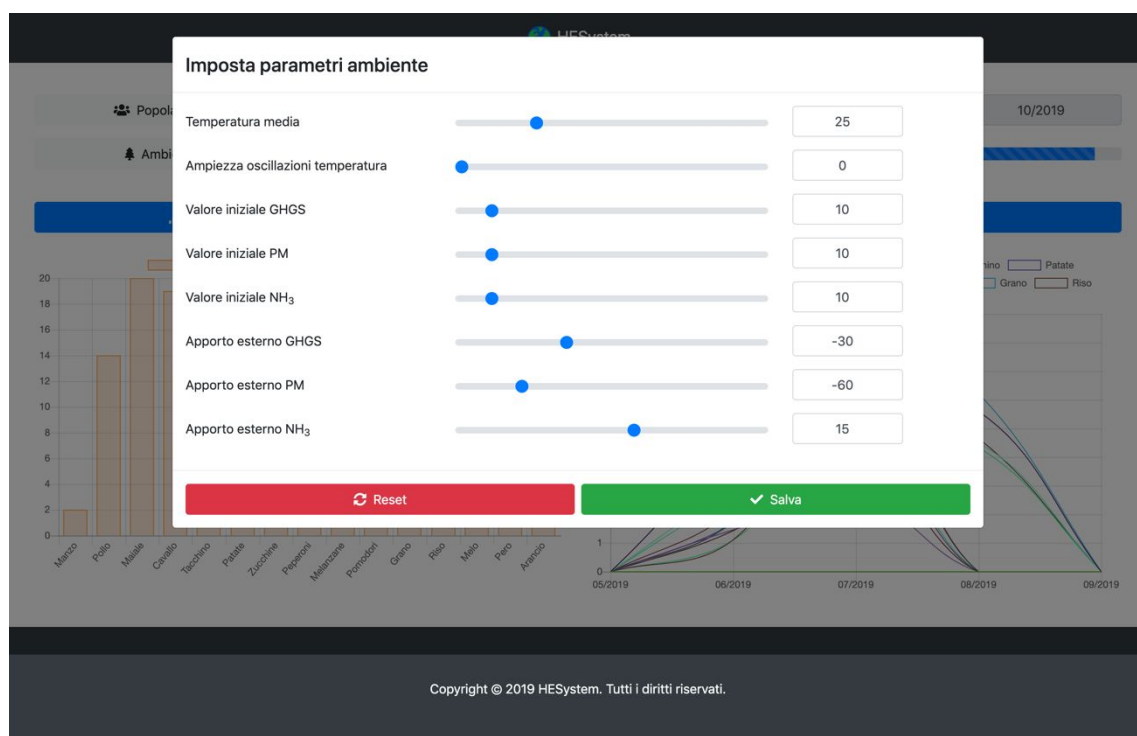 HESystem
Imposta parametri ambiente
Popola
10/2019
Temperatura media 25
Ambi
Ampiezza oscillazioni temperatura 0
Valore iniziale GHGS 10
Valore iniziale PM 10
Valore iniziale NH3 10
Apporto esterno GHGS -30
Apporto esterno PM -60
Apporto esterno NH3 15
Reset
Salva
Patate
Grano Riso
20
18
16
14
12
10
8
6
4
2
0
Manzo Pollo Maiale Cavallo Tacchino Patate Zucchine Peperoni Melanzane Pomodori Grano Riso Melo Pero Arancio
1
0
05/2019 06/2019 07/2019 08/2019 09/2019
Copyright © 2019 HESystem. Tutti i diritti riservati.